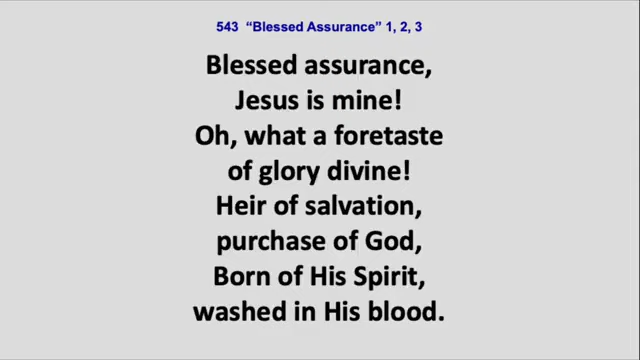 543 “Blessed Assurance” 1, 2, 3
Blessed assurance,
Jesus is mine!
Oh, what a foretaste
of glory divine!
Heir of salvation,
purchase of God,
Born of His Spirit,
washed in His blood.